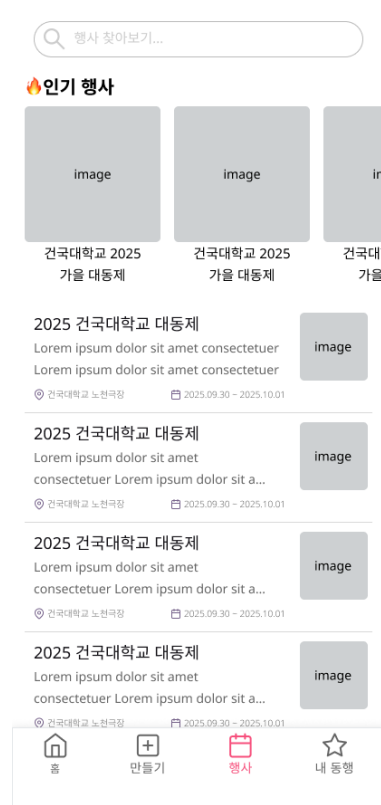 행사 찾아보기...
🔥인기 행사
image
image
건국대학교 2025
가을 대동제
건국대학교 2025
가을 대동제
건국대
가을
2025 건국대학교 대동제
Lorem ipsum dolor sit amet consectetuer
Lorem ipsum dolor sit amet consectetuer
image
건국대학교 노천극장
2025.09.30 ~ 2025.10.01
2025 건국대학교 대동제
Lorem ipsum dolor sit amet
consectetuer Lorem ipsum dolor sit a...
image
건국대학교 노천극장
2025.09.30 ~ 2025.10.01
2025 건국대학교 대동제
Lorem ipsum dolor sit amet
consectetuer Lorem ipsum dolor sit a...
image
건국대학교 노천극장
2025.09.30 ~ 2025.10.01
2025 건국대학교 대동제
Lorem ipsum dolor sit amet
consectetuer Lorem ipsum dolor sit a...
image
건국대학교 노천극장
2025.09.30 ~ 2025.10.01
홈
만들기
행사
내 동행